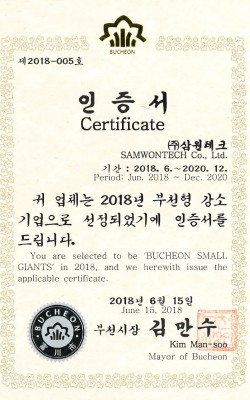 BUCHEON
제2018-005호
인증서
Certificate
㈜삼원테크
SAMWONTECH Co., Ltd.
기간 : 2018. 6.~2020. 12.
Period: Jun. 2018 ~ Dec. 2020
귀 업체는 2018년 부천형 강소
기업으로 선정되었기에 인증서를
드립니다.
You are selected to be 'BUCHEON SMALL
GIANTS' in 2018, and we herewith issue the
applicable certificate.
2018년 6월 15일
June 15, 2018
부천시장 김만수
Kim Man-soo
Mayor of Bucheon
BUCHEON